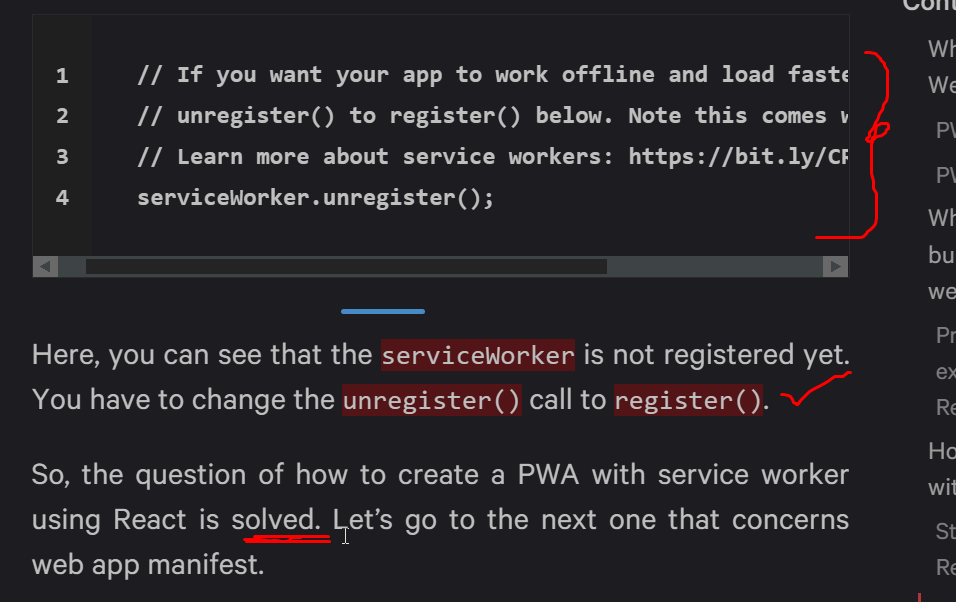 Cont
1 // If you want your app to work offline and load faste
Wh
We
2 // unregister() to register() below. Note this comes w
PW
3 // Learn more about service workers: https://bit.ly/CR
PW
4 serviceWorker.unregister();
Wh
bu
we
Here, you can see that the serviceWorker is not registered yet.
Pr
ex
You have to change the unregister() call to register().
Re
Ho
So, the question of how to create a PWA with service worker
wit
using React is solved. Let’s go to the next one that concerns
St
web app manifest.
Re